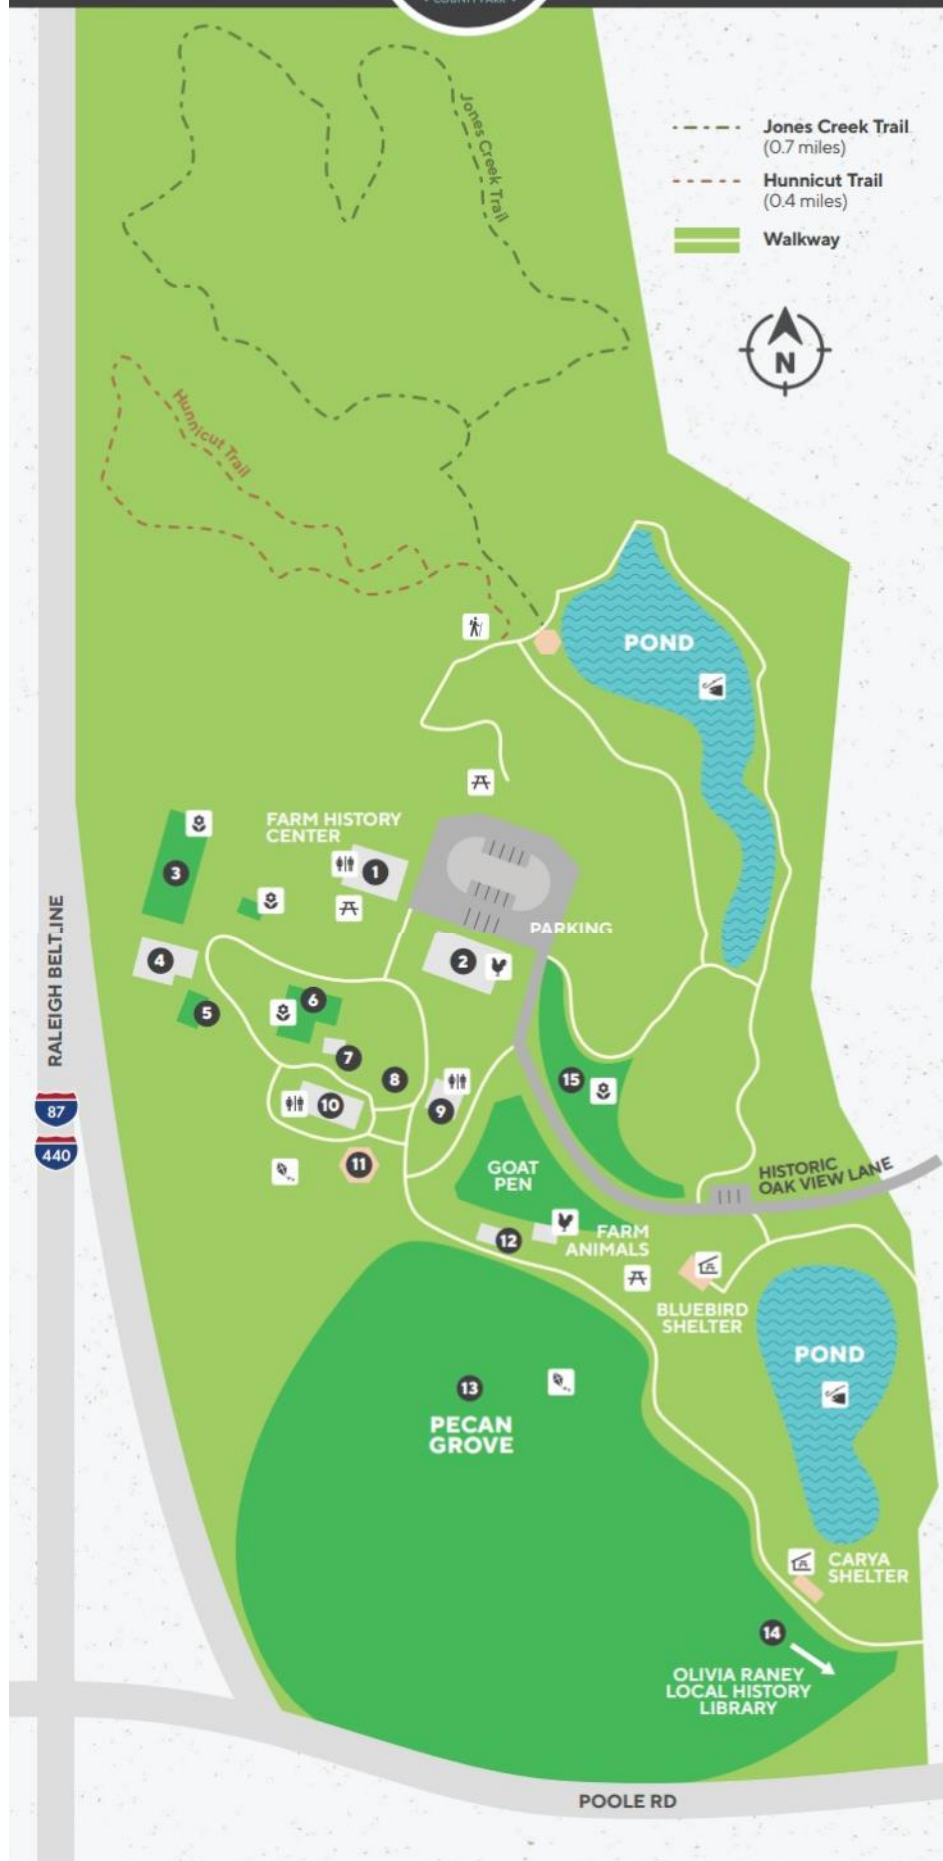 COUNTY PARK
Jones Creek Trail
Jones Creek Trail
(0.7 miles)
Hunnicut Trail
(0.4 miles)
Walkway
N
Hunnicut Trail
POND
FARM HISTORY
CENTER
1
3
PARKING
2
4
5
6
7
8
9
10
11
15
RALEIGH BELTLINE
87
440
GOAT
PEN
HISTORIC
OAK VIEW LANE
12
FARM
ANIMALS
BLUEBIRD
SHELTER
POND
13
PECAN
GROVE
CARYA
SHELTER
14
OLIVIA RANEY
LOCAL HISTORY
LIBRARY
POOLE RD